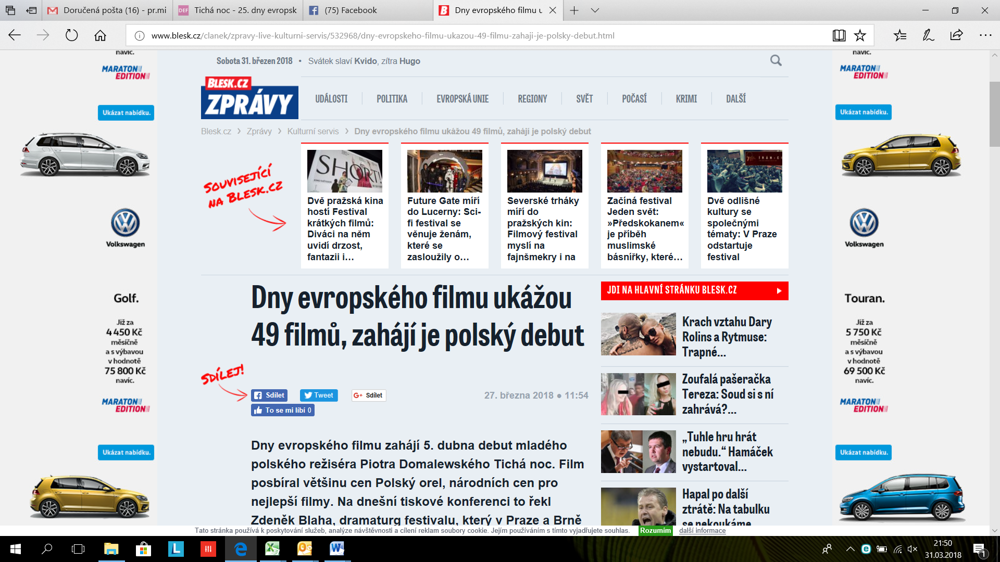 Doručená pošta (16) - pr.mi
DEF Tichá noc - 25. dny evropsk
(75) Facebook
B Dny evropského filmu u
www.blesk.cz/clanek/zpravy-live-kulturni-servis/532968/dny-evropskeho-filmu-ukazou-49-filmu-zahaji-je-polsky-debut.html
Sobota 31. březen 2018 • Svátek slaví Kvido, zítra Hugo
BLESK.CZ
ZPRÁVY
UDÁLOSTI POLITIKA EVROPSKÁ UNIE REGIONY SVĚT POČASÍ KRIMI DALŠÍ
Blesk.cz > Zprávy > Kulturní servis > Dny evropského filmu ukážou 49 filmů, zahájí je polský debut
SOUVISEJÍCÍ
NA BLESK.CZ
SHORT!
Dvě pražská kina
hostí Festival
krátkých filmů:
Diváci na něm
uvidí drzost,
fantazii i...
Future Gate míří
do Lucerny: Sci-
fi festival se
věnuje ženám,
které se
zasloužily o...
Severské trháky
míří do
pražských kin:
Filmový festival
myslí na
fajnšmekry i na
Začíná festival
Jeden svět:
»Předskokanem«
je příběh
muslimské
básnířky, které...
Dvě odlišné
kultury se
společnými
tématy: V Praze
odstartuje
festival
Dny evropského filmu ukážou
49 filmů, zahájí je polský debut
SDÍLEJ!
Sdílet
Tweet
G+ Sdílet
27. března 2018 ● 11:54
To se mi líbí 0
Dny evropského filmu zahájí 5. dubna debut mladého
polského režiséra Piotra Domalewského Tichá noc. Film
posbíral většinu cen Polský orel, národních cen pro
nejlepší filmy. Na dnešní tiskové konferenci to řekl
Zdeněk Blaha, dramaturg festivalu, který v Praze a Brně
JDI NA HLAVNÍ STRÁNKU BLESK.CZ
Krach vztahu Dary
Rolins a Rytmuse:
Trapné...
Zoufalá pašeračka
Tereza: Soud si s ní
zahrává?...
„Tuhle hru hrát
nebudu.“ Hamáček
vystartoval...
Hapal po další
ztrátě: Na tabulku
se nekoukáme
navíc.
MARATON
EDITION
Ukázat nabídku.
Volkswagen
Golf.
Již za
4 450 Kč
měsíčně
a s výbavou
v hodnotě
75 800 Kč
navíc.
MARATON
EDITION
Ukázat nabídku.
navíc.
MARATON
EDITION
Ukázat nabídku.
Volkswagen
Touran.
Již za
5 750 Kč
měsíčně
a s výbavou
v hodnotě
69 500 Kč
navíc.
MARATON
EDITION
Ukázat nabídku.
Tato stránka používá k poskytování služeb, analýze návštěvnosti a cílení reklam soubory cookie. Jejím používáním s tímto vyjadřujete souhlas. Rozumím další informace
21:50
31.03.2018
1